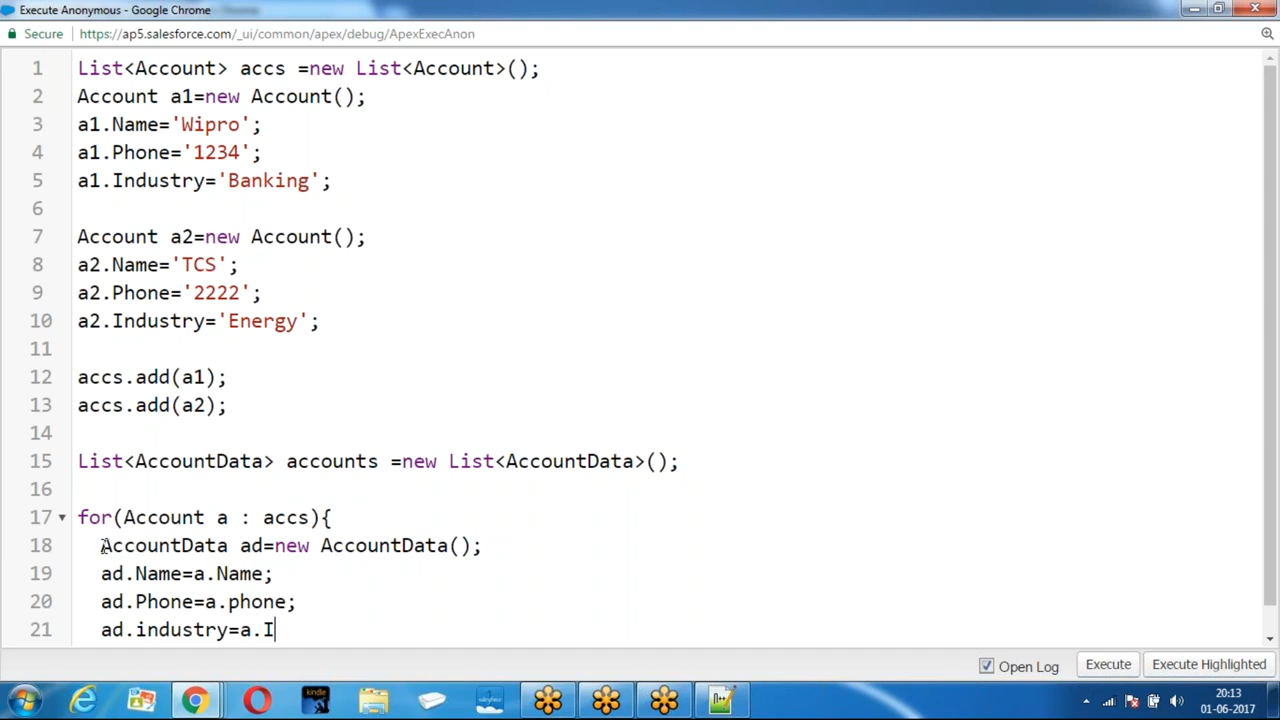 Execute Anonymous - Google Chrome
Secure https://ap5.salesforce.com/_ui/common/apex/debug/ApexExecAnon
1 List<Account> accs =new List<Account>();
2 Account a1=new Account();
3 a1.Name='Wipro';
4 a1.Phone='1234';
5 a1.Industry='Banking';
6
7 Account a2=new Account();
8 a2.Name='TCS';
9 a2.Phone='2222';
10 a2.Industry='Energy';
11
12 accs.add(a1);
13 accs.add(a2);
14
15 List<AccountData> accounts =new List<AccountData>();
16
17 for(Account a : accs){
18 AccountData ad=new AccountData();
19 ad.Name=a.Name;
20 ad.Phone=a.phone;
21 ad.industry=a.I
Open Log Execute Execute Highlighted
kindle
20:13
01-06-2017